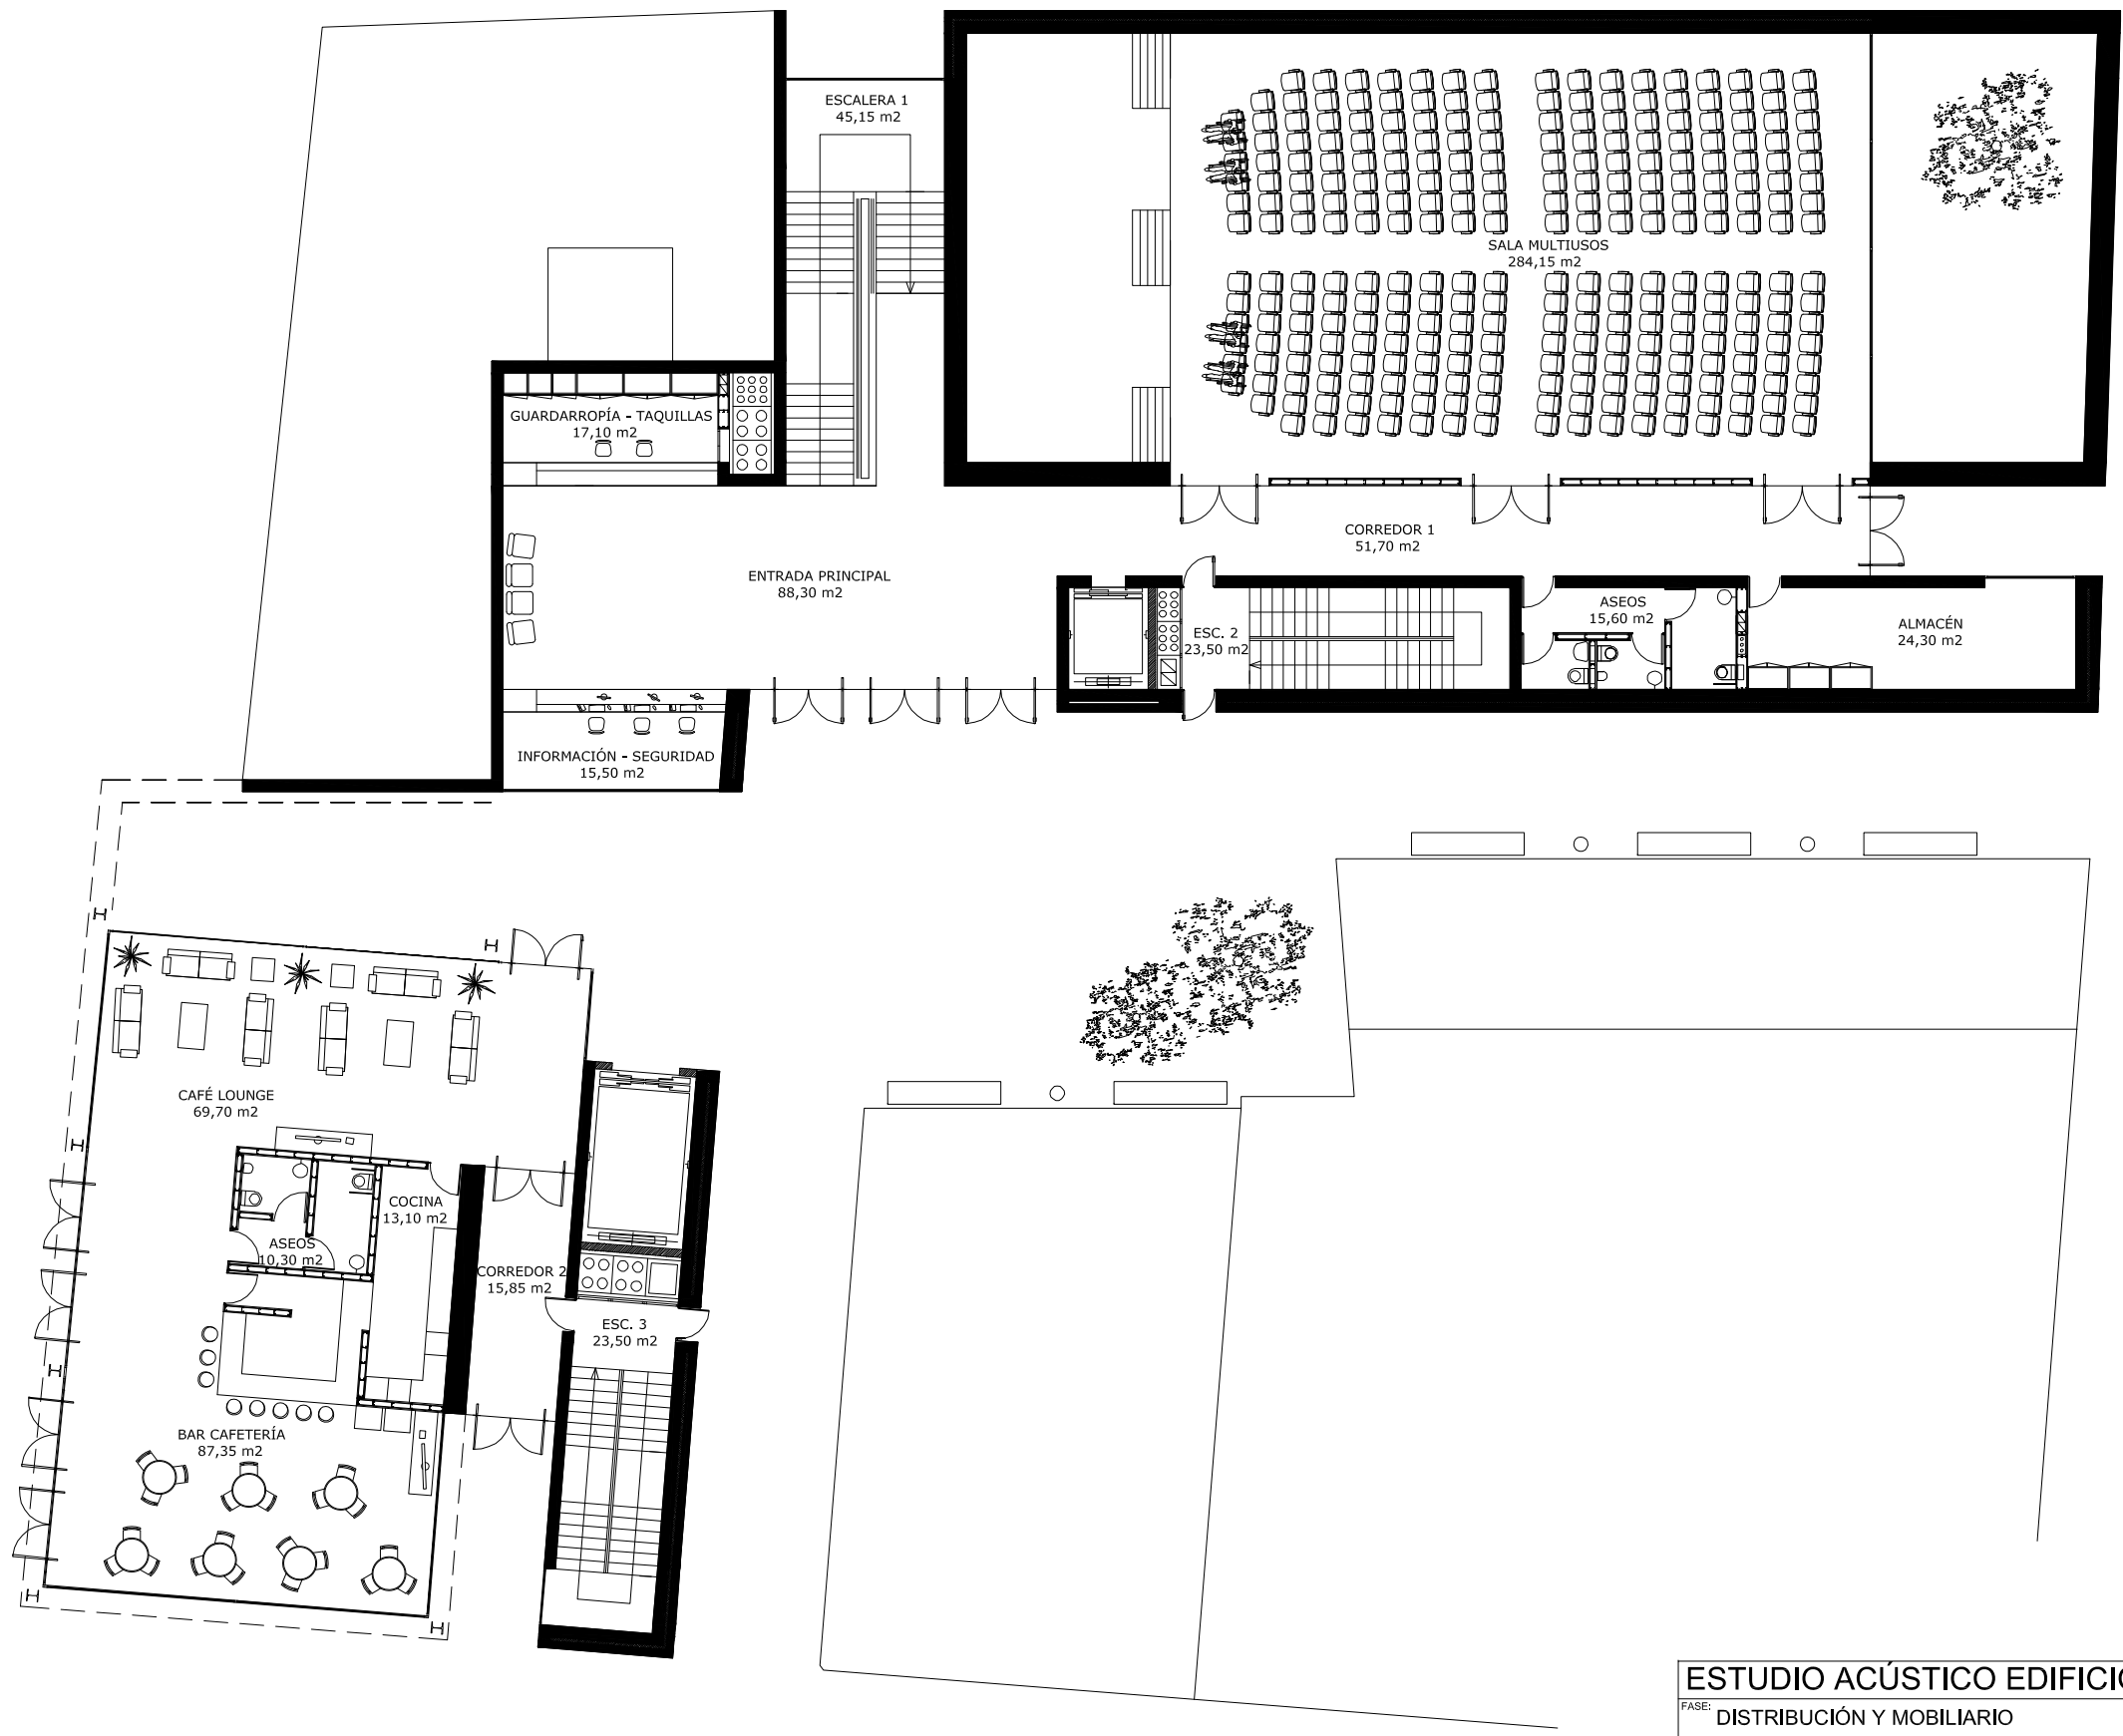 ESCALERA 1
45,15 m2
SALA MULTIUSOS
284,15 m2
GUARDARROPÍA - TAQUILLAS
17,10 m2
CORREDOR 1
51,70 m2
ENTRADA PRINCIPAL
88,30 m2
ESC. 2
23,50 m2
ASEOS
15,60 m2
ALMACÉN
24,30 m2
INFORMACIÓN - SEGURIDAD
15,50 m2
CAFÉ LOUNGE
69,70 m2
COCINA
13,10 m2
ASEOS
10,30 m2
CORREDOR 2
15,85 m2
ESC. 3
23,50 m2
BAR CAFETERÍA
87,35 m2
ESTUDIO ACÚSTICO EDIFICIO
FASE: DISTRIBUCIÓN Y MOBILIARIO